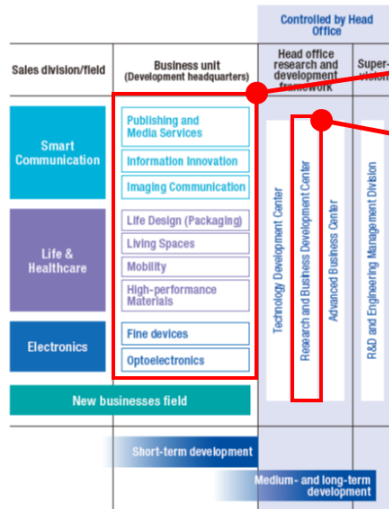 Controlled by Head
Office
Sales division/field
Business unit
(Development headquarters)
Head office
research and
development
framework
Super-
vision
Smart
Communication
Publishing and
Media Services
Information Innovation
Imaging Communication
Life &
Healthcare
Life Design (Packaging)
Living Spaces
Mobility
High-performance
Materials
Electronics
Fine devices
Optoelectronics
Technology Development Center
Research and Business Development Center
Advanced Business Center
R&D and Engineering Management Division
New businesses field
Short-term development
Medium- and long-term
development